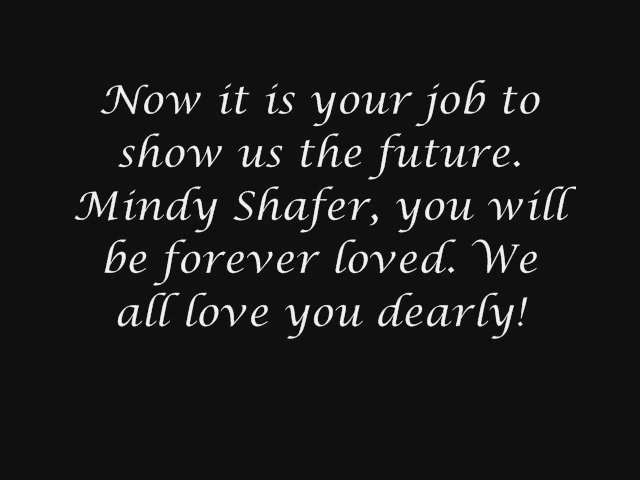 Now it is your job to
show us the future.
Mindy Shafer, you will
be forever loved. We
all love you dearly!